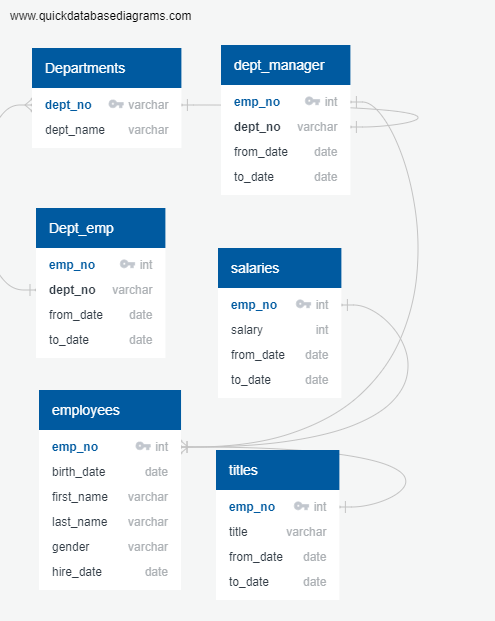 www.quickdatabasediagrams.com
Departments
dept_no varchar
dept_name varchar
dept_manager
emp_no int
dept_no varchar
from_date date
to_date date
Dept_emp
emp_no int
dept_no varchar
from_date date
to_date date
salaries
emp_no int
salary int
from_date date
to_date date
employees
emp_no int
birth_date date
first_name varchar
last_name varchar
gender varchar
hire_date date
titles
emp_no int
title varchar
from_date date
to_date date